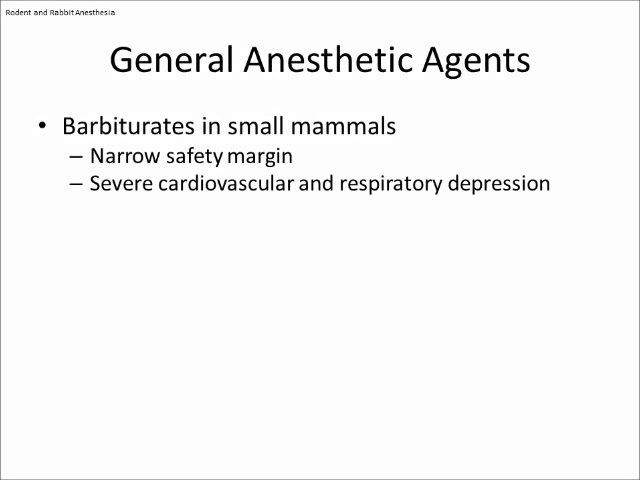 Rodent and Rabbit Anesthesia
General Anesthetic Agents
• Barbiturates in small mammals
– Narrow safety margin
– Severe cardiovascular and respiratory depression